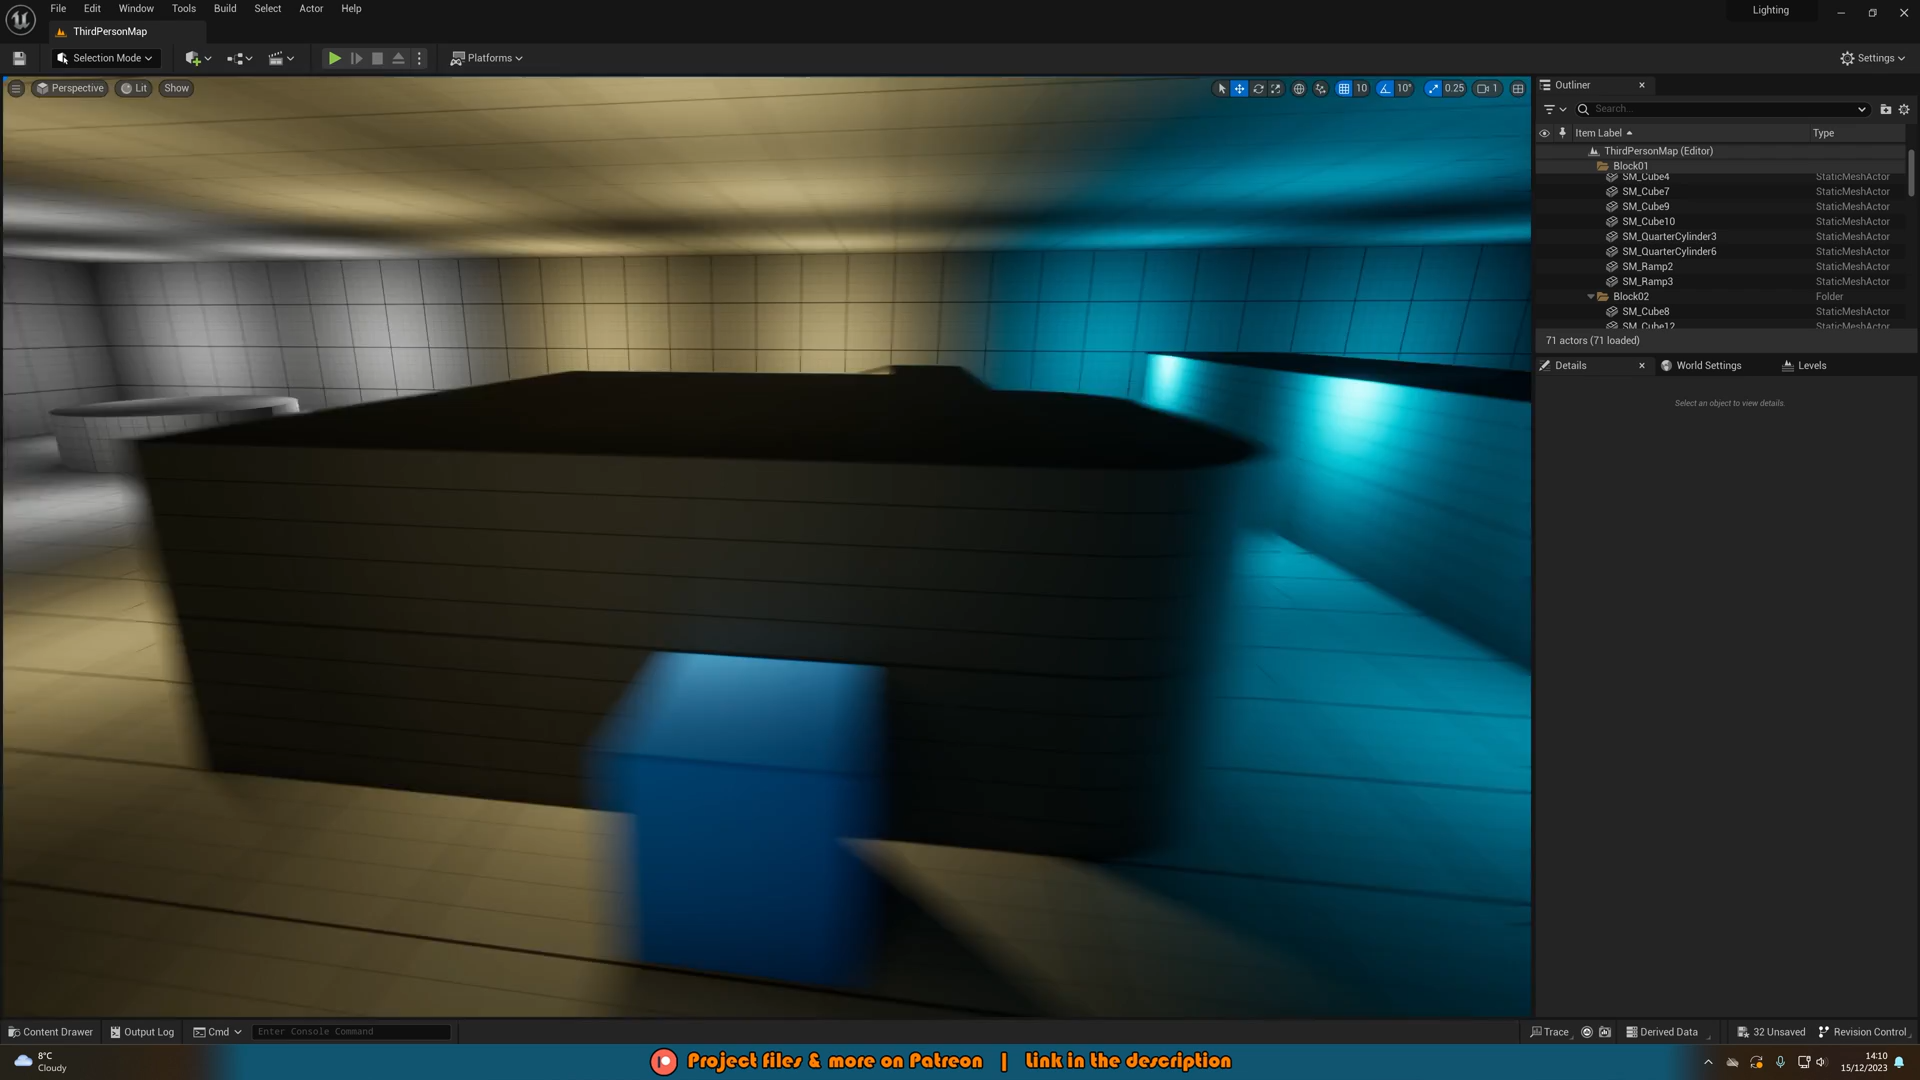 File Edit Window Tools Build Select Actor Help
Lighting
ThirdPersonMap
Selection Mode
Platforms
Settings
Perspective
Lit
Show
10
10°
0.25
1
Outliner
Search...
Item Label
Type
ThirdPersonMap (Editor)
Block01
SM_Cube4 StaticMeshActor
SM_Cube7 StaticMeshActor
SM_Cube9 StaticMeshActor
SM_Cube10 StaticMeshActor
SM_QuarterCylinder3 StaticMeshActor
SM_QuarterCylinder6 StaticMeshActor
SM_Ramp2 StaticMeshActor
SM_Ramp3 StaticMeshActor
Block02 Folder
SM_Cube8 StaticMeshActor
SM_Cube12 StaticMeshActor
71 actors (71 loaded)
Details
World Settings
Levels
Select an object to view details.
Content Drawer
Output Log
Cmd
Enter Console Command
Trace
Derived Data
32 Unsaved
Revision Control
8°C
Cloudy
Project files & more on Patreon | Link in the description
14:10
15/12/2023